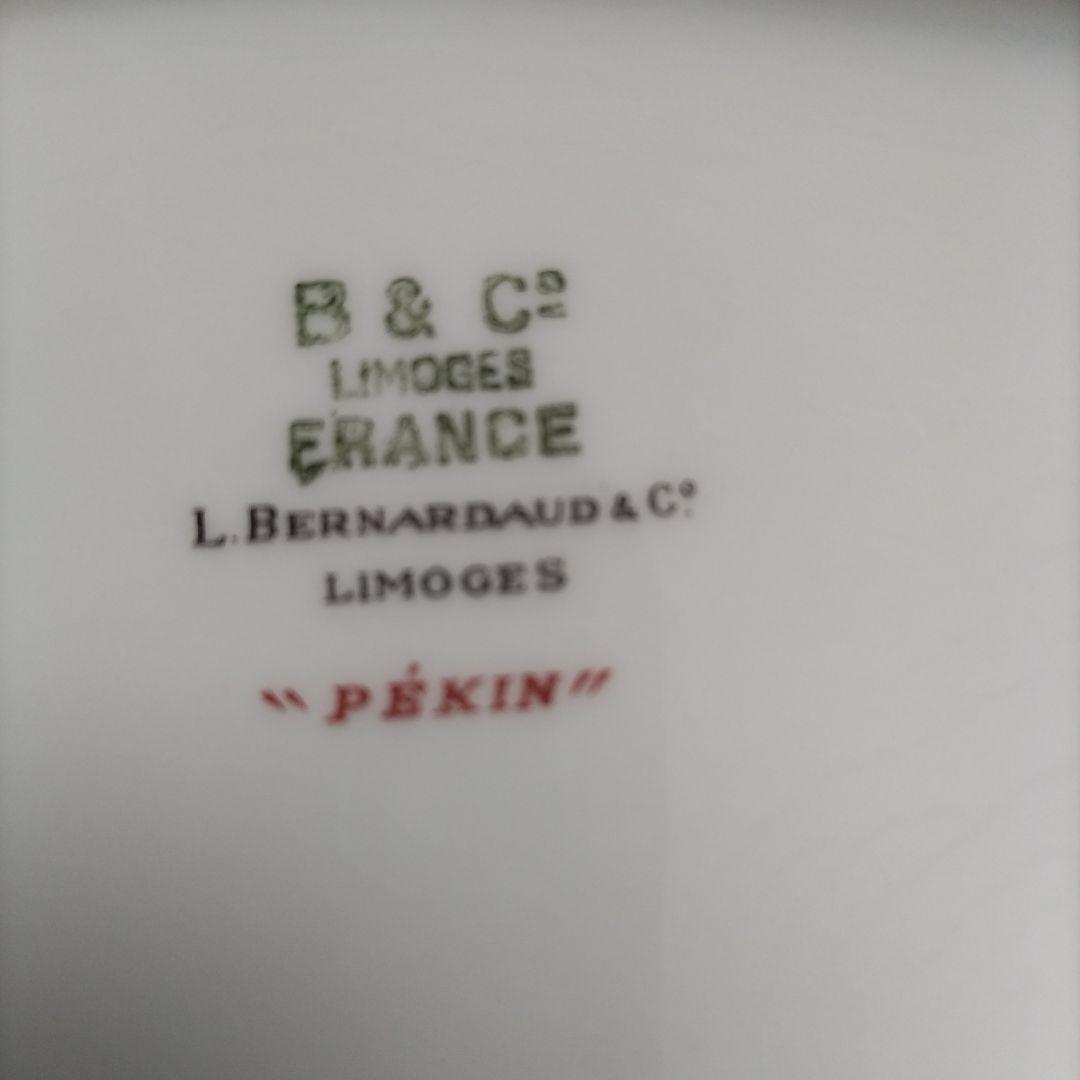 B & Cº
LIMOGES
FRANCE
L. BERNARDAUD & Cº.
LIMOGES
"PÉKIN"